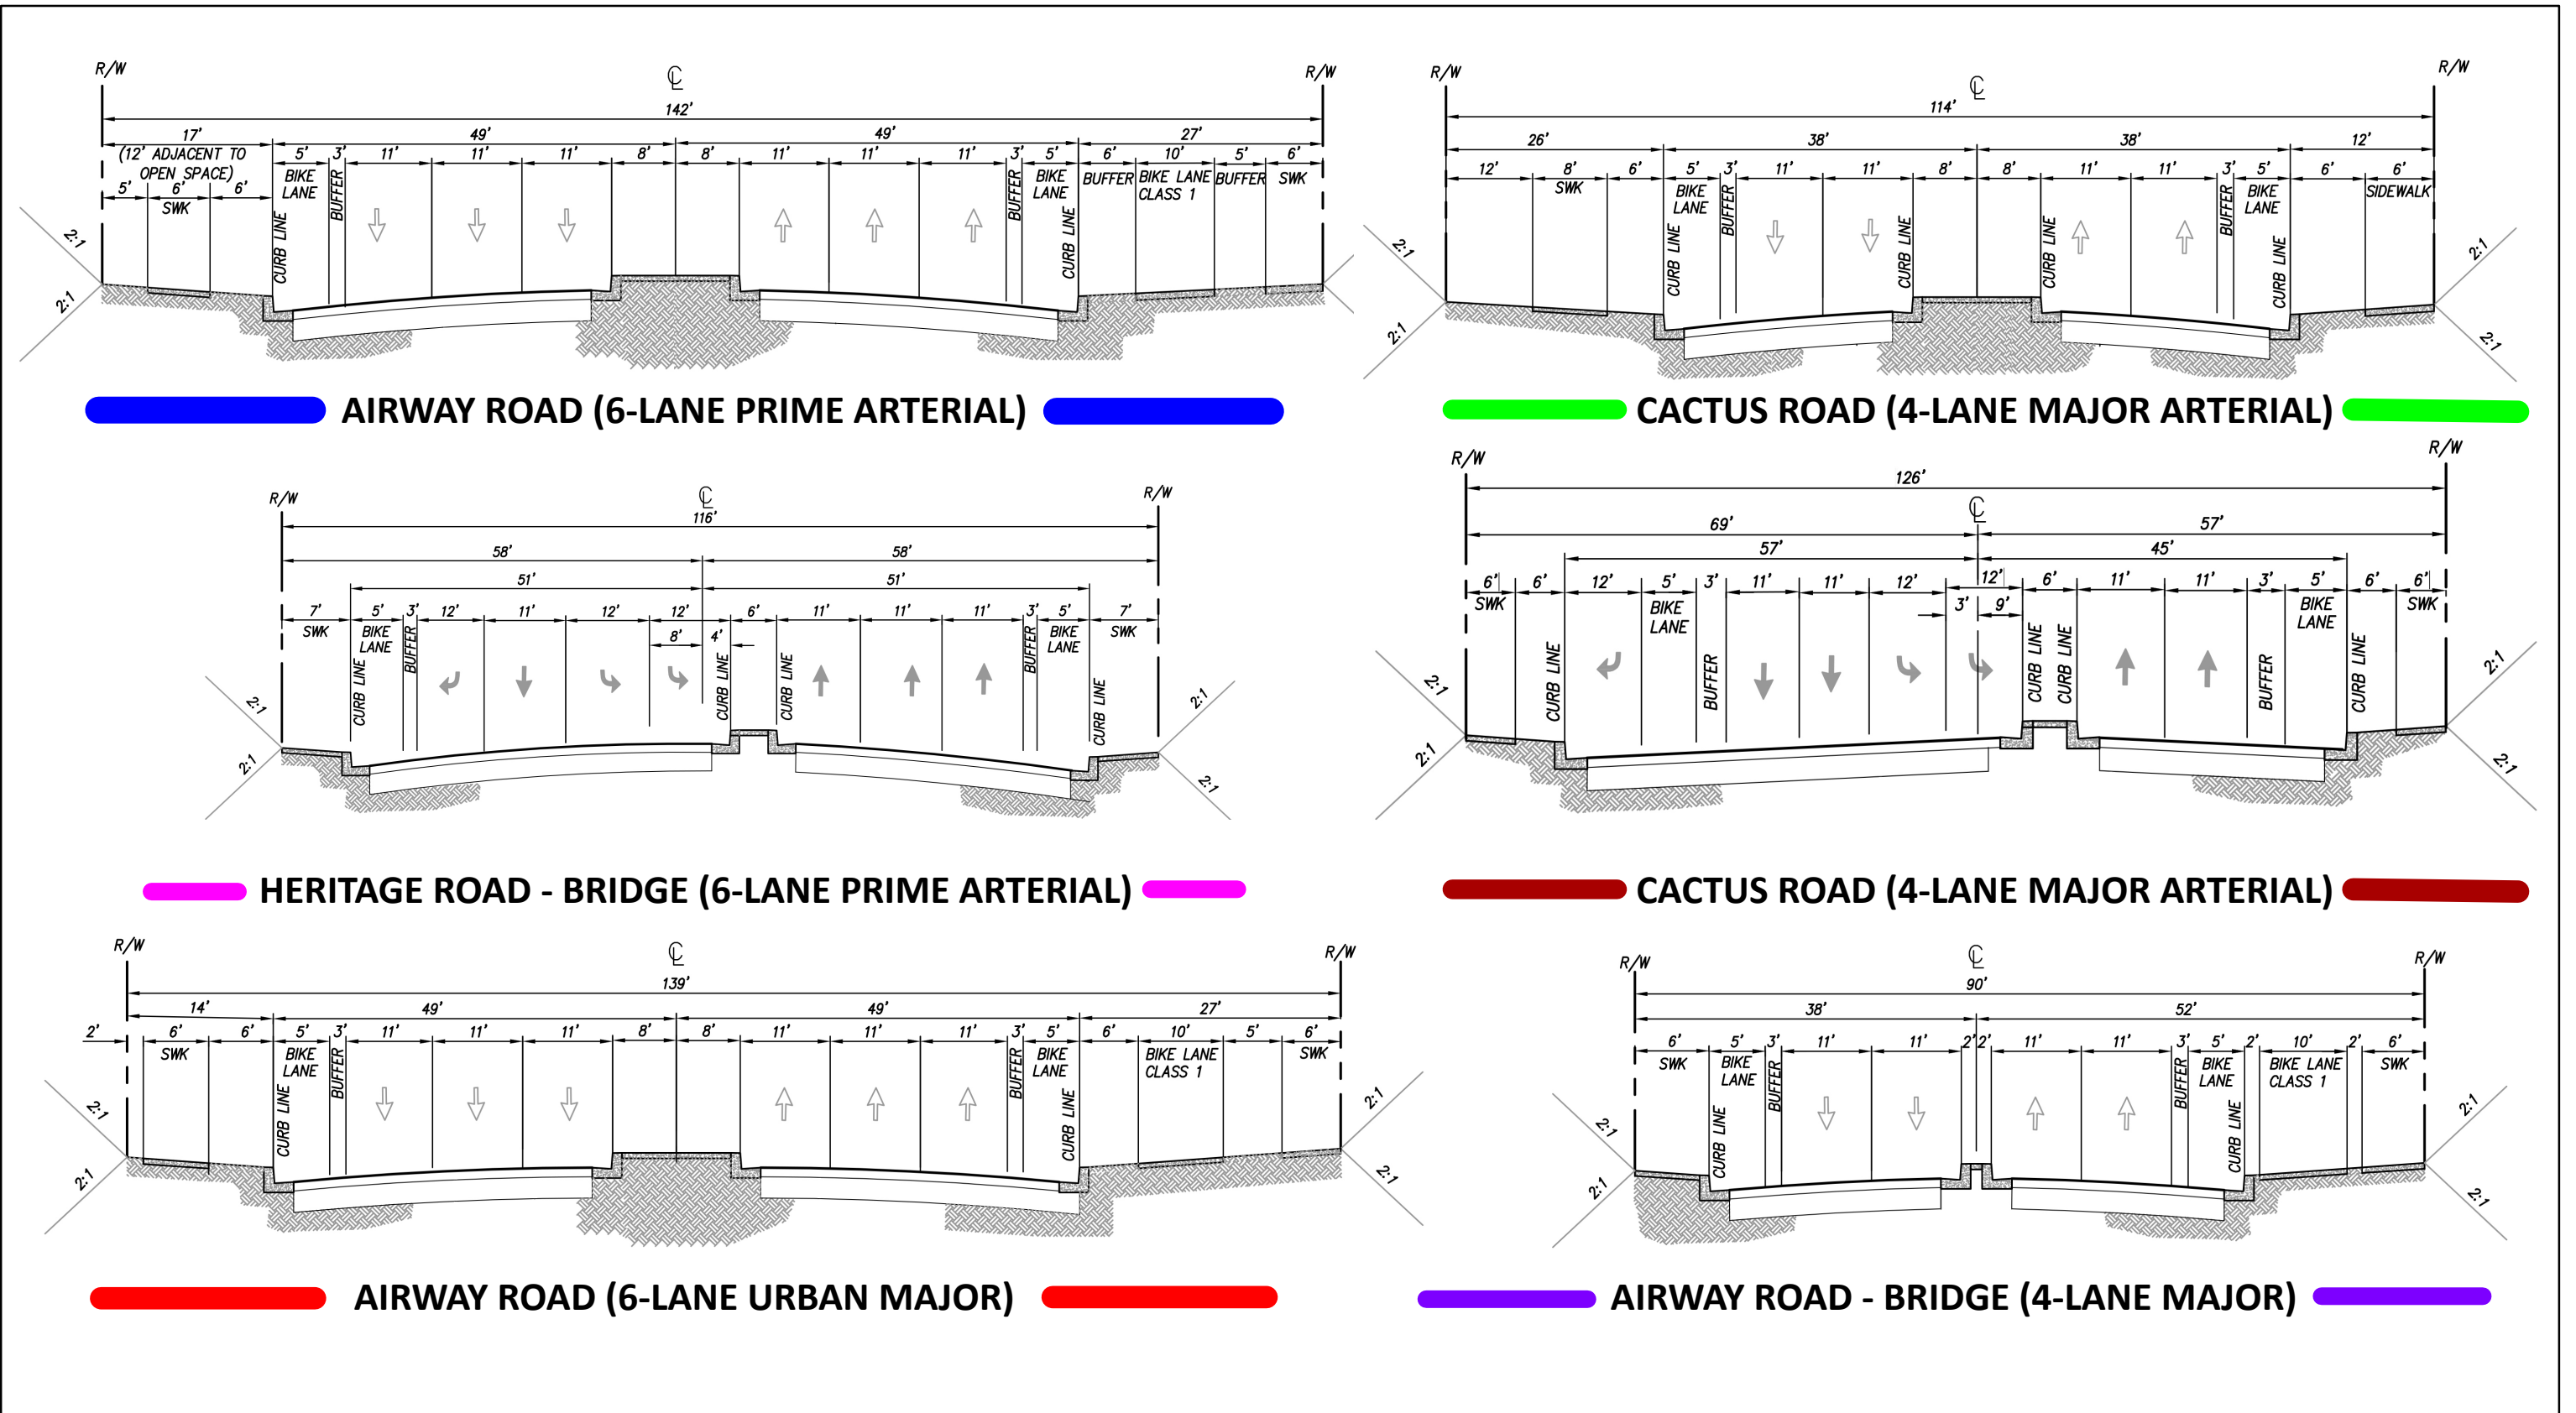 R/W ℄ R/W
142'
17' 49' 49' 27'
(12' ADJACENT TO OPEN SPACE)
5' 3' 11' 11' 11' 8' 8' 11' 11' 11' 3' 5' 6' 10' 5' 6'
BIKE LANE BUFFER BUFFER BIKE LANE BUFFER BIKE LANE CLASS 1 BUFFER SWK
5' 6' 6'
SWK
CURB LINE CURB LINE
2:1 2:1
AIRWAY ROAD (6-LANE PRIME ARTERIAL)
R/W ℄ R/W
114'
26' 38' 38' 12'
12' 8' 6' 5' 3' 11' 11' 8' 8' 11' 11' 3' 5' 6' 6'
SWK BIKE LANE BUFFER BUFFER BIKE LANE SIDEWALK
CURB LINE CURB LINE CURB LINE CURB LINE
2:1 2:1 2:1 2:1
CACTUS ROAD (4-LANE MAJOR ARTERIAL)
R/W ℄ R/W
116'
58' 58'
51' 51'
7' 5' 3' 12' 11' 12' 12' 6' 11' 11' 11' 3' 5' 7'
SWK BIKE LANE BUFFER 8' 4' BUFFER BIKE LANE SWK
CURB LINE CURB LINE CURB LINE CURB LINE
2:1 2:1 2:1 2:1
HERITAGE ROAD - BRIDGE (6-LANE PRIME ARTERIAL)
R/W ℄ R/W
126'
69' 57'
57' 45'
6' 6' 12' 5' 3' 11' 11' 12' 12' 6' 11' 11' 3' 5' 6' 6'
SWK BIKE LANE 3' 9' BIKE LANE SWK
CURB LINE BUFFER CURB LINE CURB LINE BUFFER CURB LINE
2:1 2:1 2:1 2:1
CACTUS ROAD (4-LANE MAJOR ARTERIAL)
R/W ℄ R/W
139'
14' 49' 49' 27'
2' 6' 6' 5' 3' 11' 11' 11' 8' 8' 11' 11' 11' 3' 5' 6' 10' 5' 6'
SWK BIKE LANE BUFFER BUFFER BIKE LANE BIKE LANE CLASS 1 SWK
CURB LINE CURB LINE
2:1 2:1 2:1 2:1
AIRWAY ROAD (6-LANE URBAN MAJOR)
R/W ℄ R/W
90'
38' 52'
6' 5' 3' 11' 11' 2' 2' 11' 11' 3' 5' 2' 10' 2' 6'
SWK BIKE LANE BUFFER BUFFER BIKE LANE BIKE LANE CLASS 1 SWK
CURB LINE CURB LINE
2:1 2:1 2:1 2:1
AIRWAY ROAD - BRIDGE (4-LANE MAJOR)